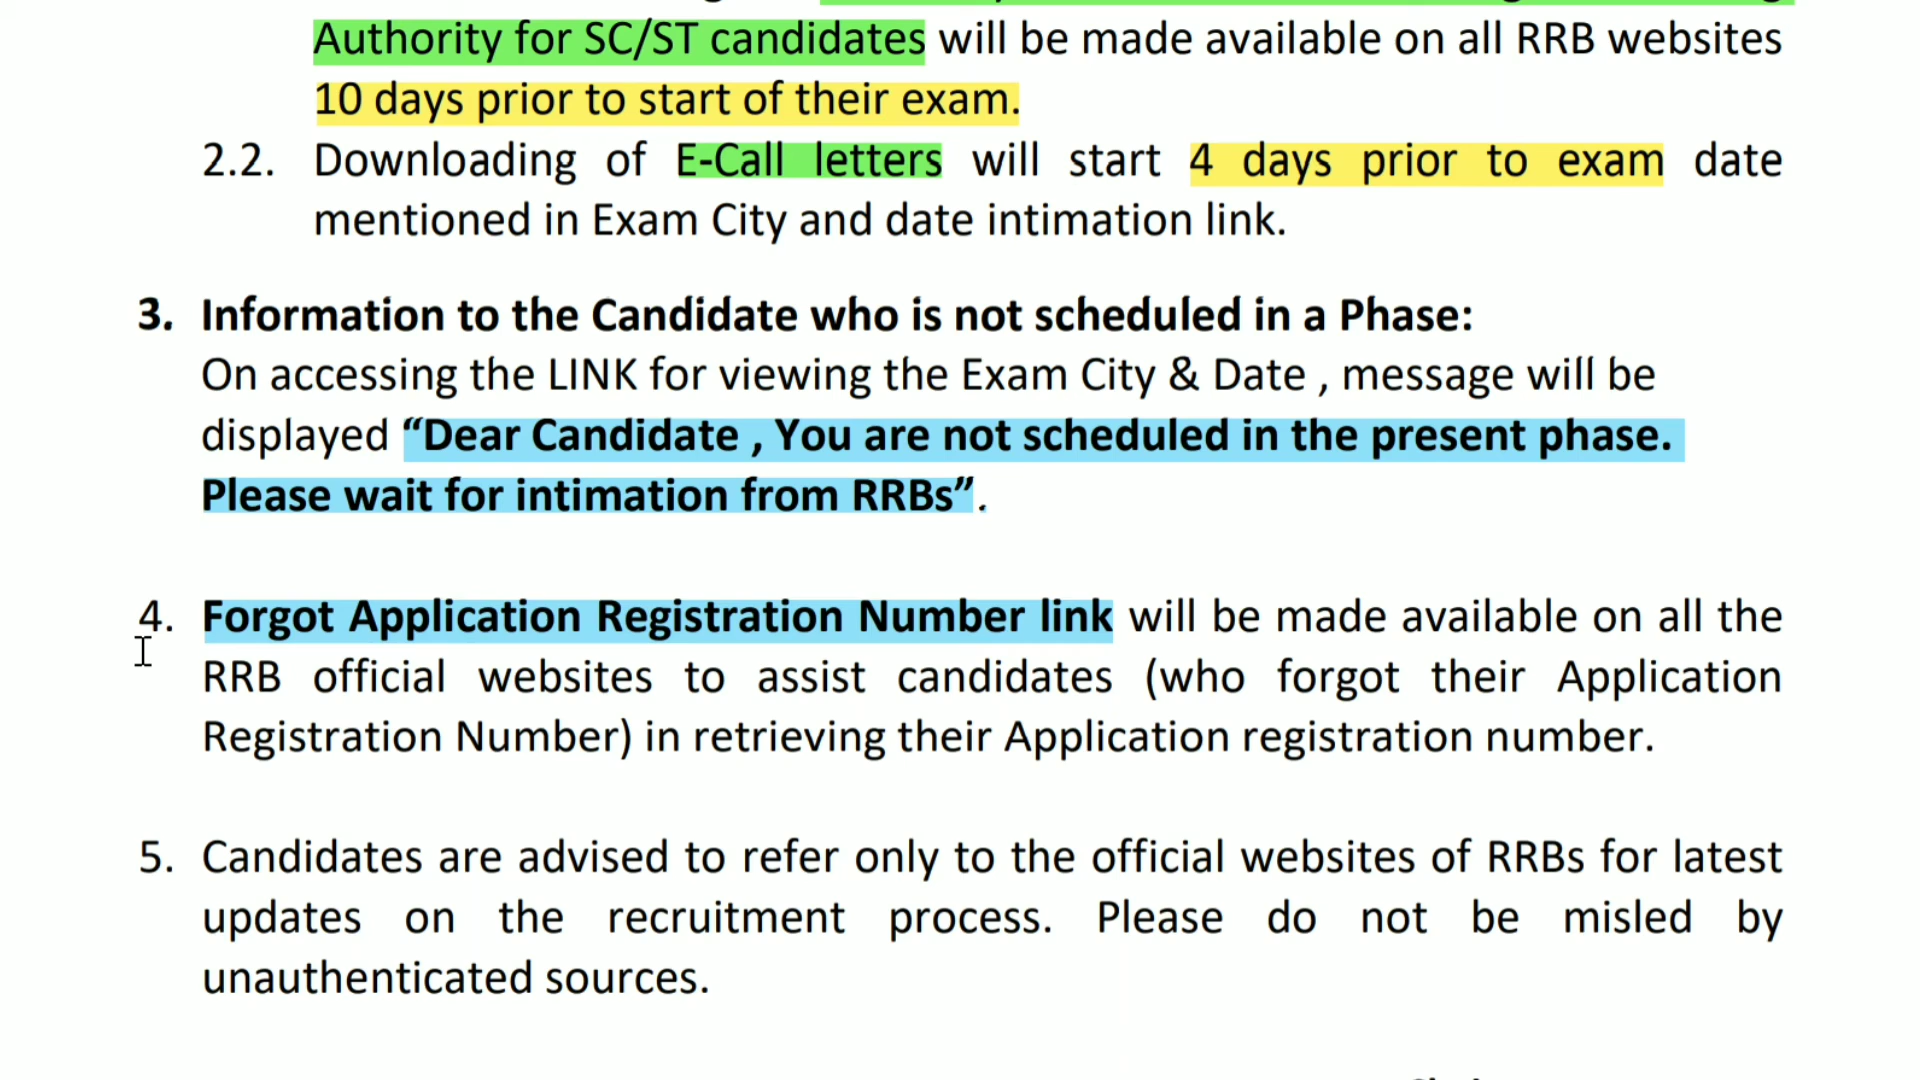 Authority for SC/ST candidates will be made available on all RRB websites
10 days prior to start of their exam.
2.2. Downloading of E-Call letters will start 4 days prior to exam date
mentioned in Exam City and date intimation link.
3. Information to the Candidate who is not scheduled in a Phase:
On accessing the LINK for viewing the Exam City & Date , message will be
displayed “Dear Candidate , You are not scheduled in the present phase.
Please wait for intimation from RRBs”.
4. Forgot Application Registration Number link will be made available on all the
RRB official websites to assist candidates (who forgot their Application
Registration Number) in retrieving their Application registration number.
5. Candidates are advised to refer only to the official websites of RRBs for latest
updates on the recruitment process. Please do not be misled by
unauthenticated sources.